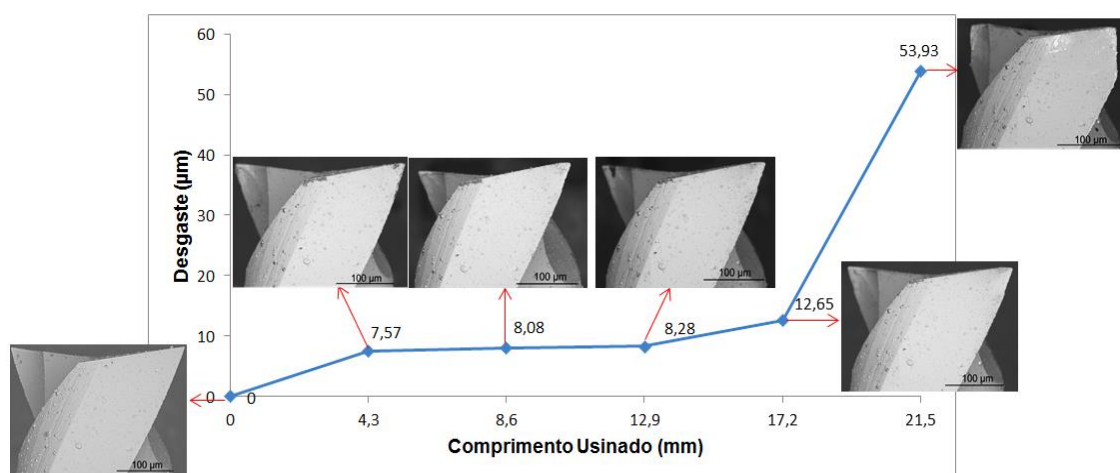 60
53,93
50
40
Desgaste (µm)
30
100 µm
100 µm
100 µm
100 µm
20
12,65
10
7,57
8,08
8,28
100 µm
0
0
100 µm
0
4,3
8,6
12,9
17,2
21,5
Comprimento Usinado (mm)